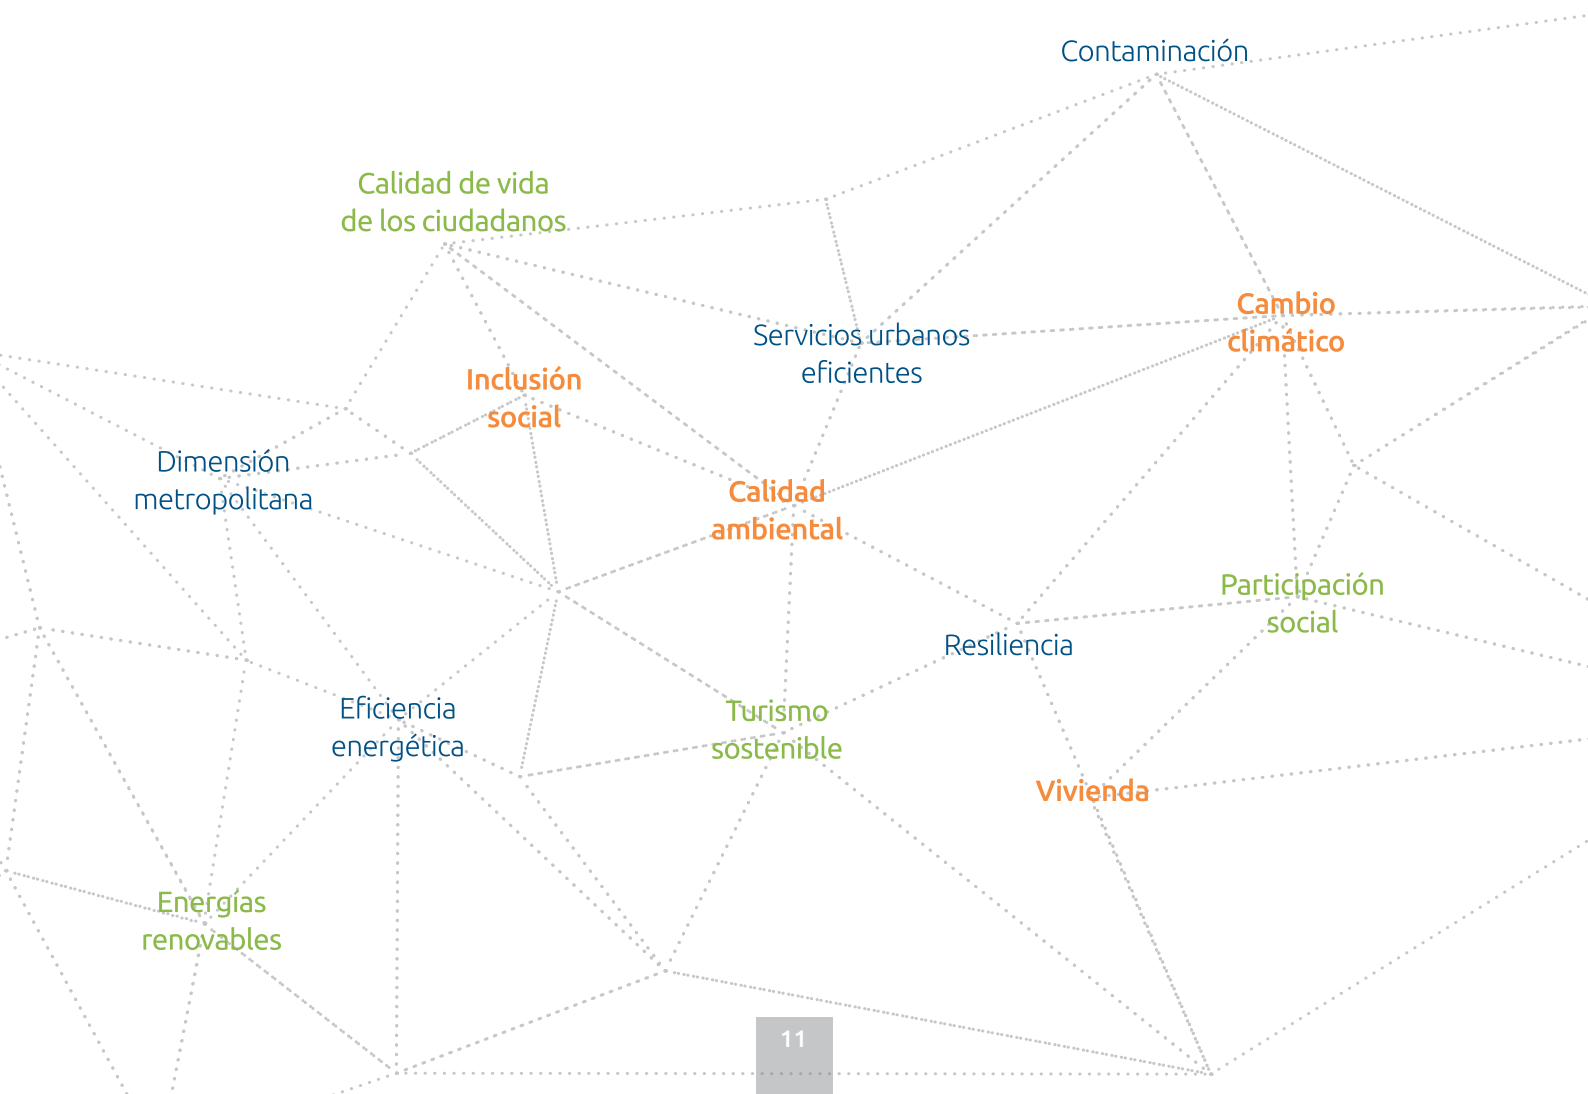 Contaminación
Calidad de vida
de los ciudadanos
Cambio
climático
Servicios urbanos
eficientes
Inclusión
social
Dimensión
metropolitana
Calidad
ambiental
Participación
social
Resiliencia
Eficiencia
energética
Turismo
sostenible
Vivienda
Energías
renovables
11